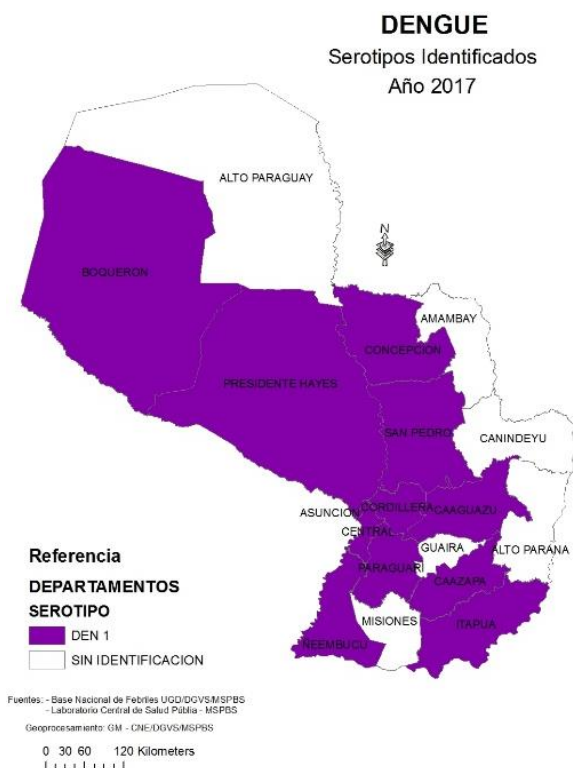 DENGUE
Serotipos Identificados
Año 2017
ALTO PARAGUAY
N
BOQUERON
AMAMBAY
CONCEPCION
PRESIDENTE HAYES
SAN PEDRO
CANINDEYU
ASUNCION
CORDILLERA
CAAGUAZU
CENTRAL
GUAIRA
ALTO PARANA
PARAGUARI
CAAZAPA
MISIONES
ITAPUA
ÑEEMBUCU
Referencia
DEPARTAMENTOS
SEROTIPO
DEN 1
SIN IDENTIFICACION
Fuentes: - Base Nacional de Febriles UGD/DGVS/MSPBS
- Laboratorio Central de Salud Públia - MSPBS
Geoprocesamiento: GM - CNE/DGVS/MSPBS
0 30 60 120 Kilometers